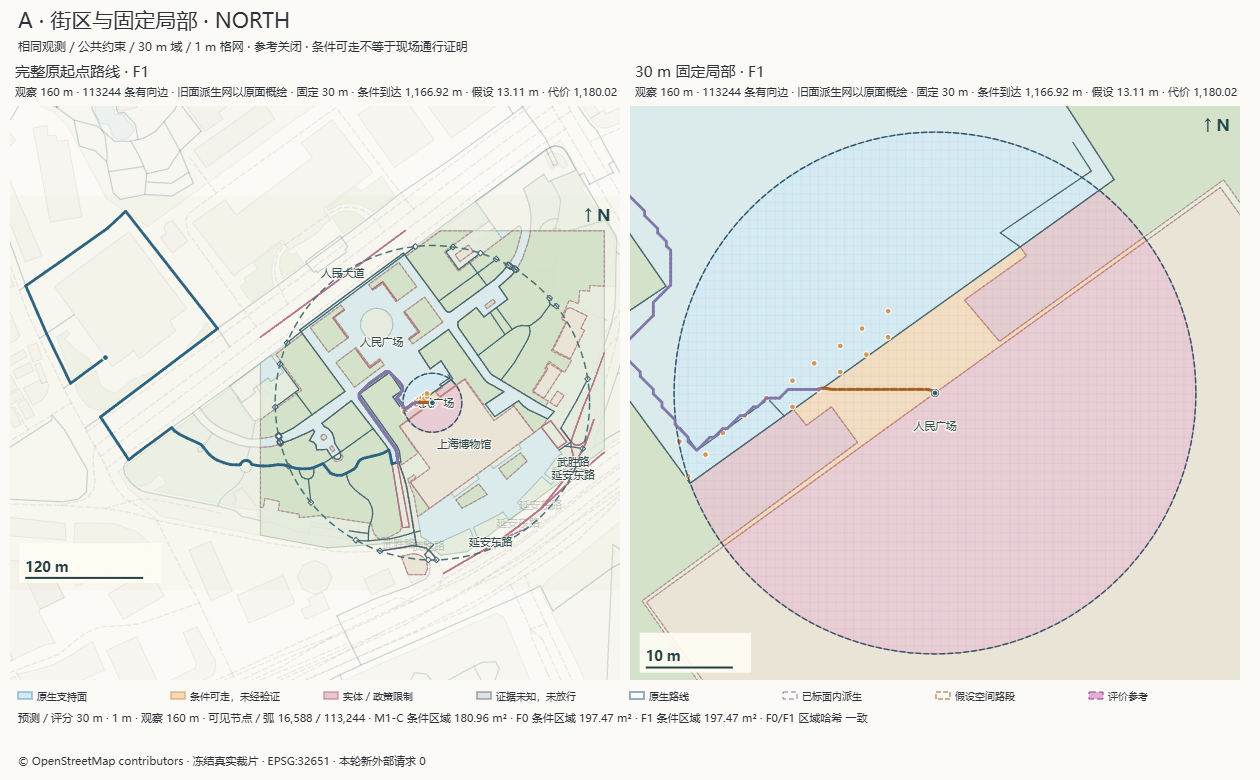 A · 街区与固定局部 · NORTH
相同观测 / 公共约束 / 30 m 域 / 1 m 格网 · 参考关闭 · 条件可走不等于现场通行证明
完整原起点路线 · F1
观察 160 m · 113244 条有向边 · 旧面派生网以原面概绘 · 固定 30 m · 条件到达 1,166.92 m · 假设 13.11 m · 代价 1,180.02
↑ N
人民大道
人民广场
上海博物馆
武胜路
延安东路
延安东路
延安东路
延安东路
120 m
30 m 固定局部 · F1
观察 160 m · 113244 条有向边 · 旧面派生网以原面概绘 · 固定 30 m · 条件到达 1,166.92 m · 假设 13.11 m · 代价 1,180.02
↑ N
人民广场
10 m
原生支持面
条件可走，未经验证
实体 / 政策限制
证据未知，未放行
原生路线
已标面内派生
假设空间路段
评价参考
预测 / 评分 30 m · 1 m · 观察 160 m · 可见节点 / 弧 16,588 / 113,244 · M1-C 条件区域 180.96 m² · F0 条件区域 197.47 m² · F1 条件区域 197.47 m² · F0/F1 区域哈希 一致
© OpenStreetMap contributors · 冻结真实裁片 · EPSG:32651 · 本轮新外部请求 0